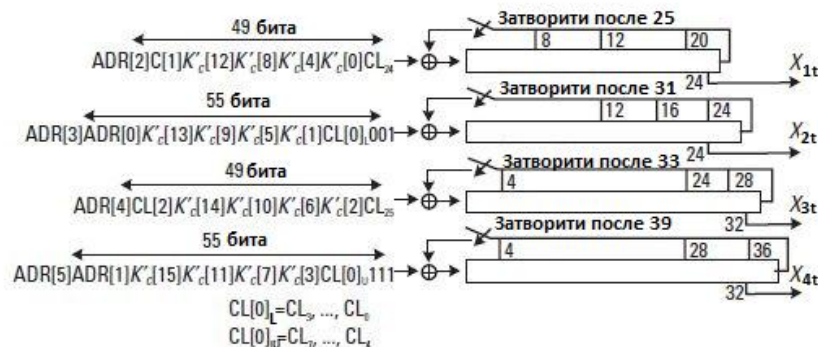 49 бита
Затворити после 25
8 12 20
ADR[2]C[1]K″c[12]K′c[8]K′c[4]K′c[0]CL24
24
X1t
55 бита
Затворити после 31
12 16 24
ADR[3]ADR[0]K″c[13]K′c[9]K′c[5]K′c[1]CL[0]L001
24
X2t
49 бита
Затворити после 33
4 24 28
ADR[4]CL[2]K″c[14]K′c[10]K′c[6]K′c[2]CL25
32
X3t
55 бита
Затворити после 39
4 28 36
ADR[5]ADR[1]K″c[15]K′c[11]K′c[7]K′c[3]CL[0]U111
32
X4t
CL[0]L=CL3, ..., CL0
CL[0]=CL7, ..., CL